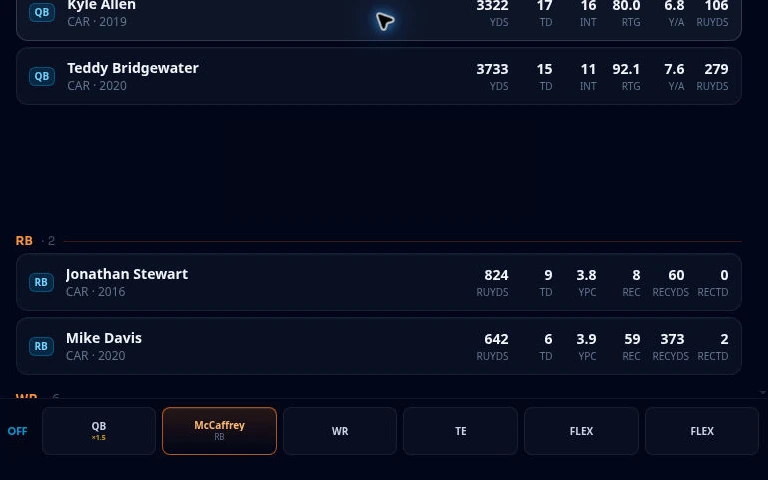 QB Kyle Allen 3322 17 16 80.0 6.8 106
CAR · 2019 YDS TD INT RTG Y/A RUYDS
QB Teddy Bridgewater 3733 15 11 92.1 7.6 279
CAR · 2020 YDS TD INT RTG Y/A RUYDS
RB · 2
RB Jonathan Stewart 824 9 3.8 8 60 0
CAR · 2016 RUYDS TD YPC REC RECYDS RECTD
RB Mike Davis 642 6 3.9 59 373 2
CAR · 2020 RUYDS TD YPC REC RECYDS RECTD
WR · 6
OFF QB McCaffrey WR TE FLEX FLEX
×1.5 RB